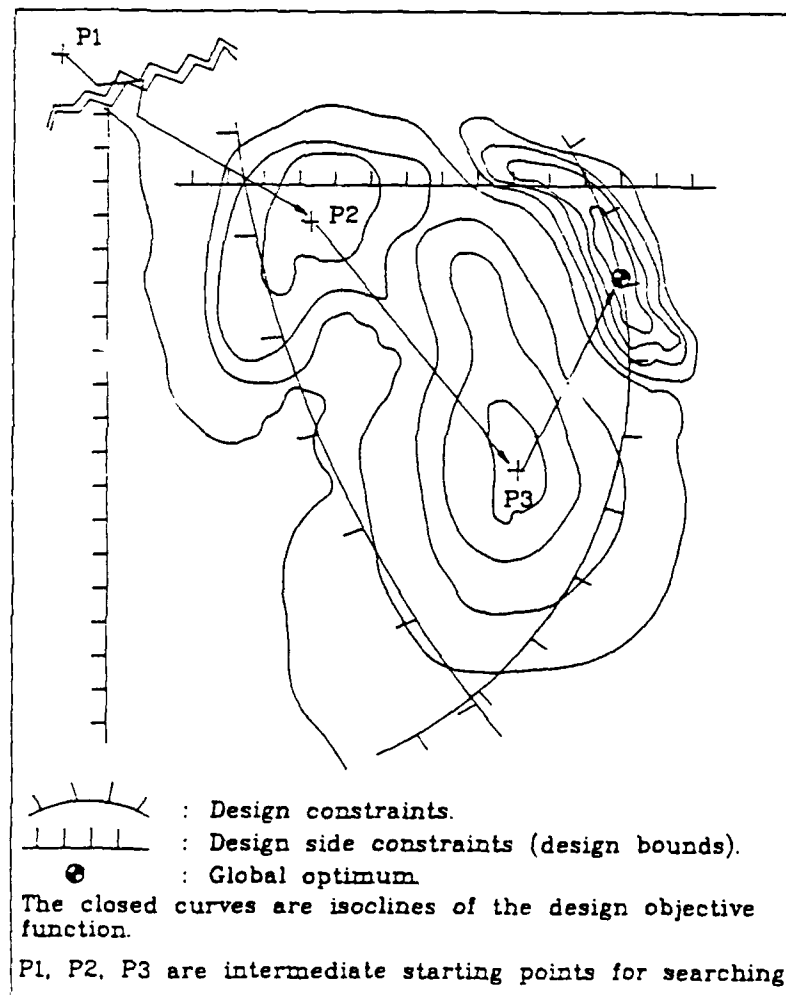 P1
P2
P3
: Design constraints.
: Design side constraints (design bounds).
: Global optimum
The closed curves are isoclines of the design objective
function.
P1, P2, P3 are intermediate starting points for searching